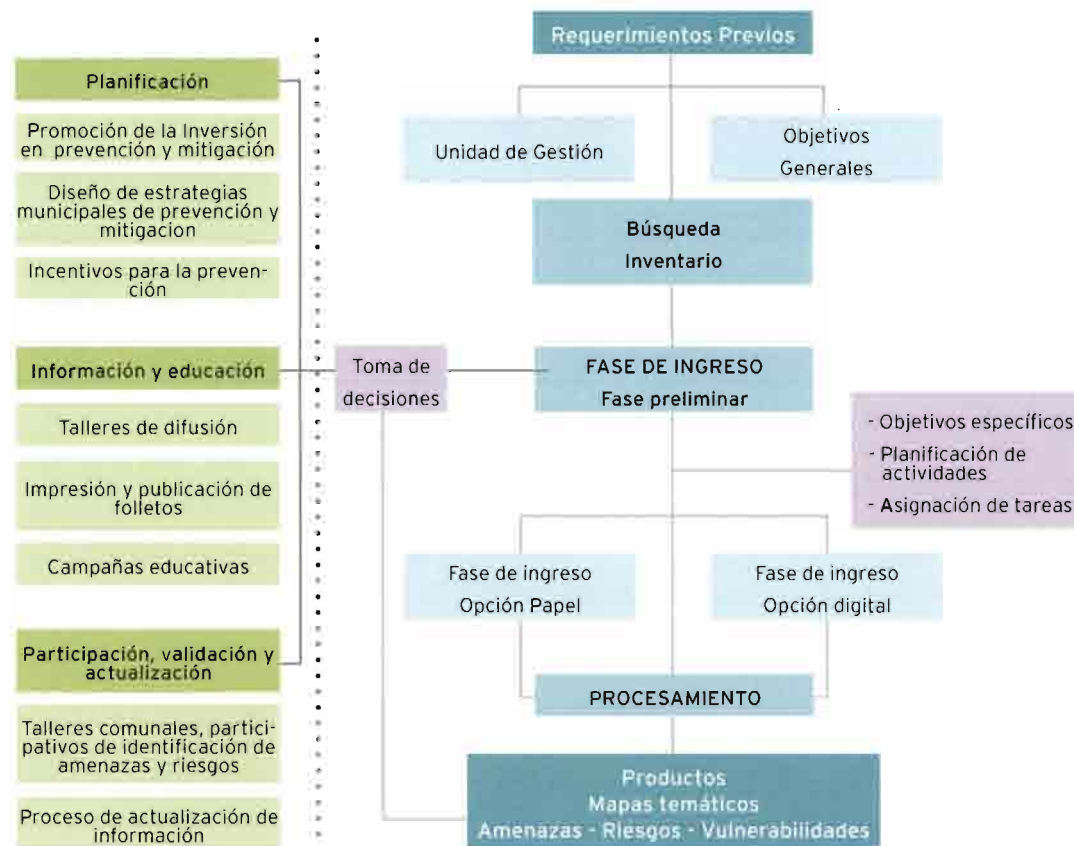 Requerimientos Previos
Unidad de Gestión
Objetivos
Generales
Búsqueda
Inventario
FASE DE INGRESO
Fase preliminar
Toma de
decisiones
- Objetivos específicos
- Planificación de
actividades
- Asignación de tareas
Fase de ingreso
Opción Papel
Fase de ingreso
Opción digital
PROCESAMIENTO
Productos
Mapas temáticos
Amenazas - Riesgos - Vulnerabilidades
Planificación
Promoción de la Inversión
en prevención y mitigación
Diseño de estrategias
municipales de prevención y
mitigacion
Incentivos para la preven-
ción
Información y educación
Talleres de difusión
Impresión y publicación de
folletos
Campañas educativas
Participación, validación y
actualización
Talleres comunales, partici-
pativos de identificación de
amenazas y riesgos
Proceso de actualización de
información